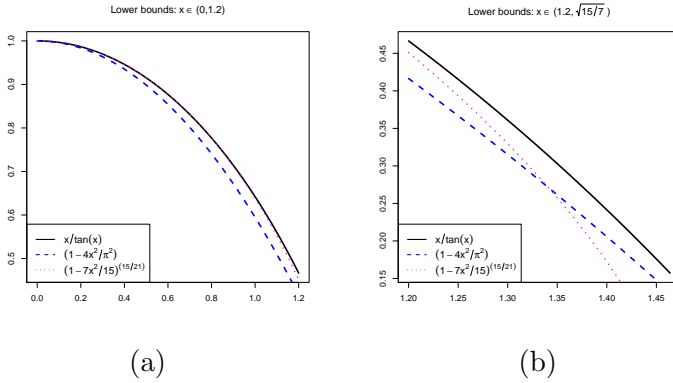 Lower bounds: x ∈ (0,1.2)
1.0
0.9
0.8
0.7
0.6
0.5
x/tan(x)
(1−4x²/π²)
(1−7x²/15)^(15/21)
0.0 0.2 0.4 0.6 0.8 1.0 1.2
(a)
Lower bounds: x ∈ (1.2, √15/7 )
0.45
0.40
0.35
0.30
0.25
0.20
0.15
x/tan(x)
(1−4x²/π²)
(1−7x²/15)^(15/21)
1.20 1.25 1.30 1.35 1.40 1.45
(b)